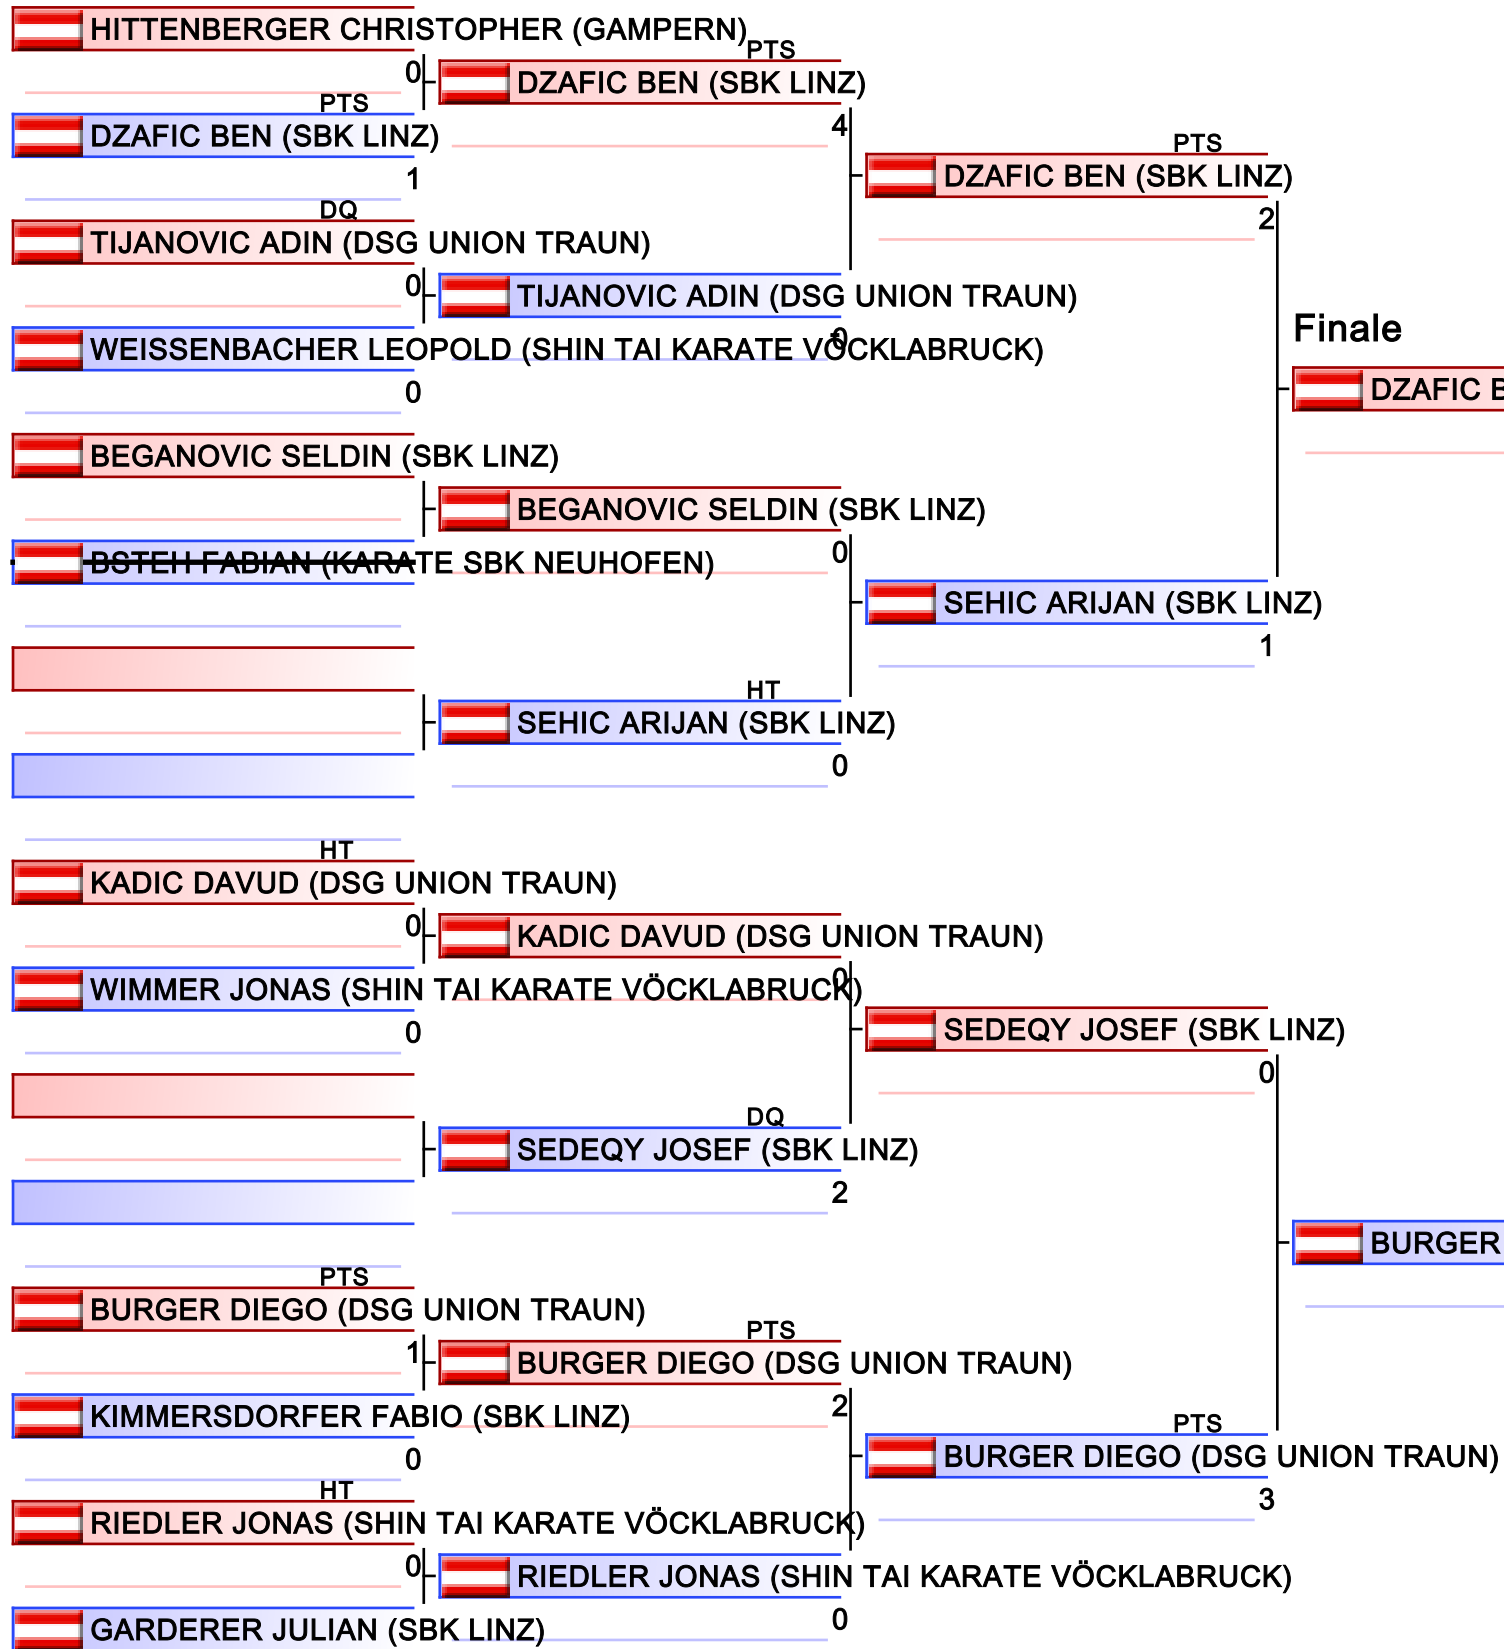 HITTENBERGER CHRISTOPHER (GAMPERN)
PTS
0
DZAFIC BEN (SBK LINZ)
PTS
DZAFIC BEN (SBK LINZ)
4
PTS
1
DZAFIC BEN (SBK LINZ)
DQ
2
TIJANOVIC ADIN (DSG UNION TRAUN)
0
TIJANOVIC ADIN (DSG UNION TRAUN)
0
Finale
WEISSENBACHER LEOPOLD (SHIN TAI KARATE VÖCKLABRUCK)
0
DZAFIC B
BEGANOVIC SELDIN (SBK LINZ)
BEGANOVIC SELDIN (SBK LINZ)
0
BSTEH FABIAN (KARATE SBK NEUHOFEN)
SEHIC ARIJAN (SBK LINZ)
1
HT
SEHIC ARIJAN (SBK LINZ)
0
HT
KADIC DAVUD (DSG UNION TRAUN)
0
KADIC DAVUD (DSG UNION TRAUN)
0
WIMMER JONAS (SHIN TAI KARATE VÖCKLABRUCK)
0
SEDEQY JOSEF (SBK LINZ)
0
DQ
SEDEQY JOSEF (SBK LINZ)
2
BURGER
PTS
BURGER DIEGO (DSG UNION TRAUN)
1
PTS
BURGER DIEGO (DSG UNION TRAUN)
2
KIMMERSDORFER FABIO (SBK LINZ)
0
PTS
BURGER DIEGO (DSG UNION TRAUN)
3
HT
RIEDLER JONAS (SHIN TAI KARATE VÖCKLABRUCK)
0
RIEDLER JONAS (SHIN TAI KARATE VÖCKLABRUCK)
0
GARDERER JULIAN (SBK LINZ)